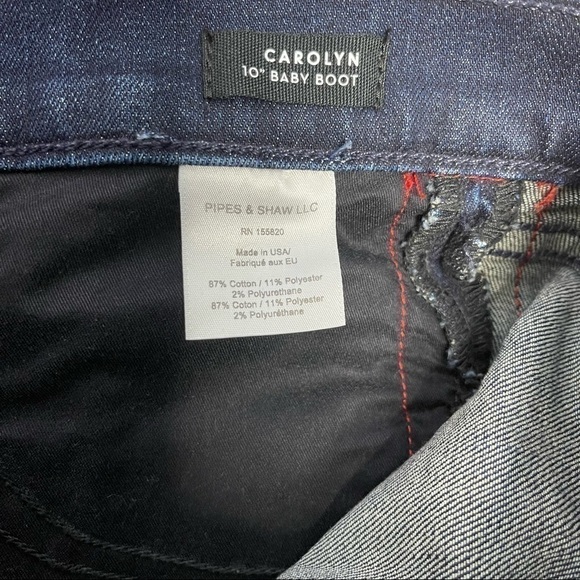 CAROLYN
10" BABY BOOT
PIPES & SHAW LLC
RN 155820
Made in USA/
Fabriqué aux EU
87% Cotton / 11% Polyester
2% Polyurethane
87% Coton / 11% Polyester
2% Polyuréthane